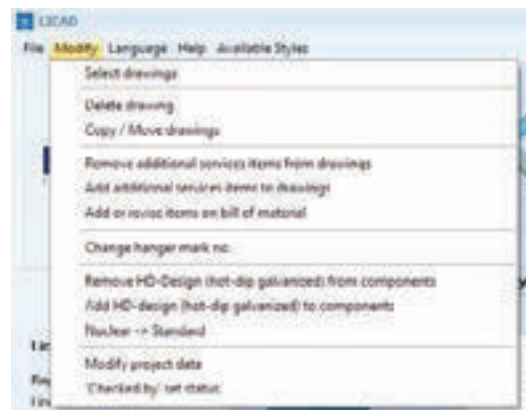 LICAD
File Modify Language Help Available Styles
Select drawings
Delete drawing
Copy / Move drawings
Remove additional services items from drawings
Add additional services items to drawings
Add or revise items on bill of material
Change hanger mark no.
Remove HD-Design (hot-dip galvanized) from components
Add HD-design (hot-dip galvanized) to components
Nuclear -> Standard
Modify project data
'Checked by' set status